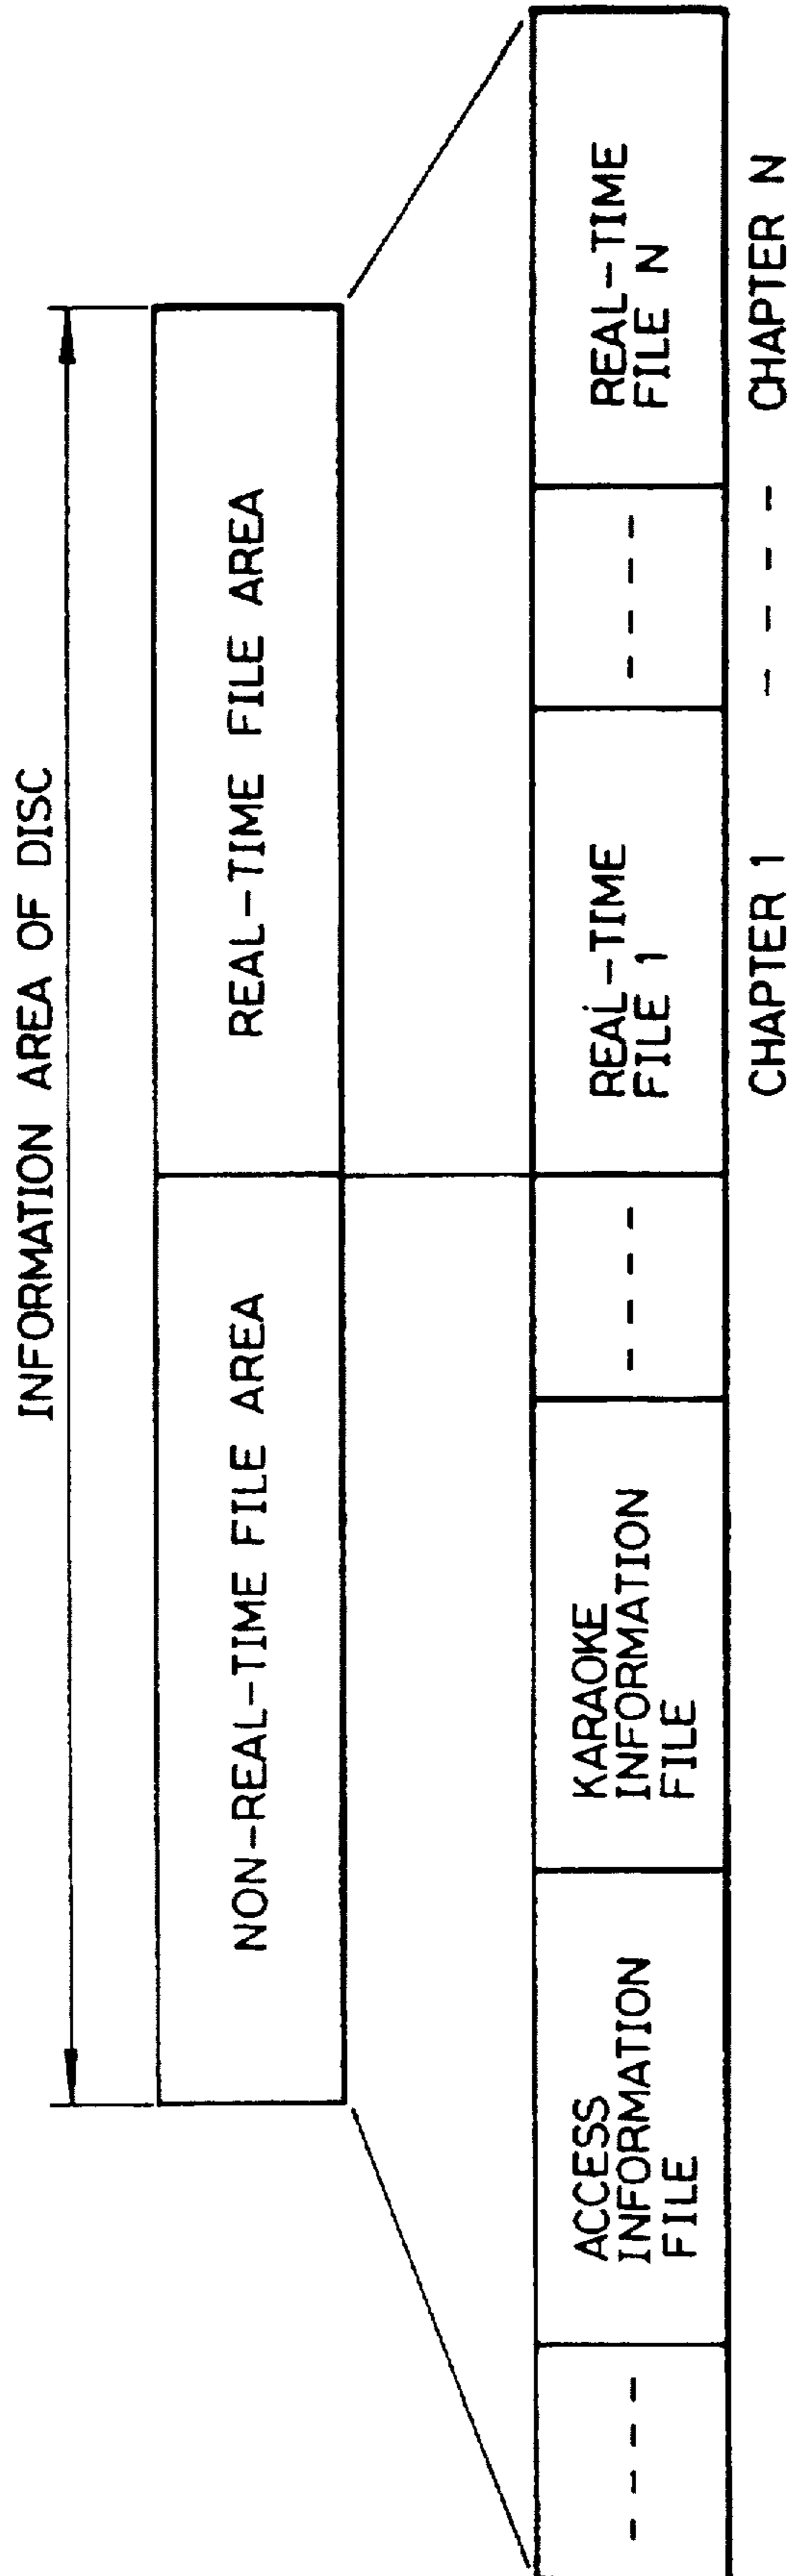 INFORMATION AREA OF DISC
NON-REAL-TIME FILE AREA
REAL-TIME FILE AREA
ACCESS
INFORMATION
FILE
KARAOKE
INFORMATION
FILE
REAL-TIME
FILE 1
REAL-TIME
FILE N
CHAPTER 1
CHAPTER N